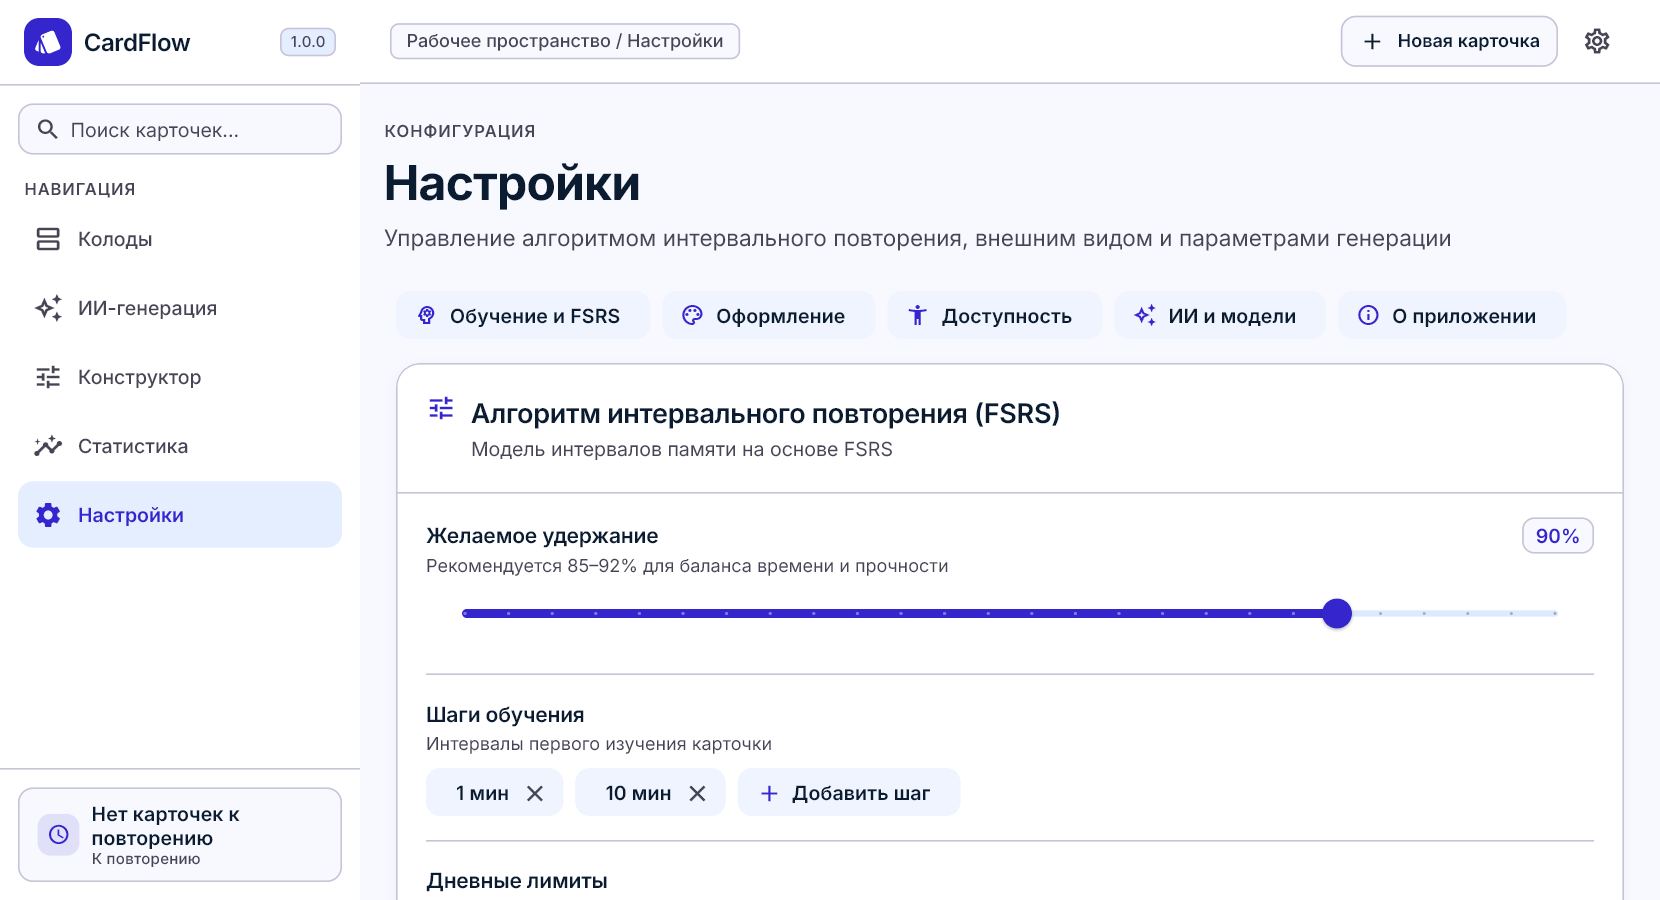 CardFlow
1.0.0
Поиск карточек...
НАВИГАЦИЯ
Колоды
ИИ-генерация
Конструктор
Статистика
Настройки
Нет карточек к
повторению
К повторению
Рабочее пространство / Настройки
Новая карточка
КОНФИГУРАЦИЯ
Настройки
Управление алгоритмом интервального повторения, внешним видом и параметрами генерации
Обучение и FSRS
Оформление
Доступность
ИИ и модели
О приложении
Алгоритм интервального повторения (FSRS)
Модель интервалов памяти на основе FSRS
Желаемое удержание
90%
Рекомендуется 85–92% для баланса времени и прочности
Шаги обучения
Интервалы первого изучения карточки
1 мин
10 мин
Добавить шаг
Дневные лимиты